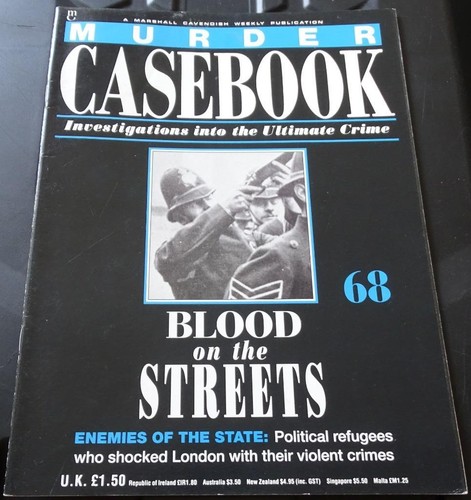 mc
A MARSHALL CAVENDISH WEEKLY PUBLICATION
MURDER
CASEBOOK
Investigations into the Ultimate Crime
68
BLOOD
on the
STREETS
ENEMIES OF THE STATE: Political refugees
who shocked London with their violent crimes
U.K. £1.50 Republic of Ireland £IR1.80 Australia $3.50 New Zealand $4.95 (inc. GST) Singapore $5.50 Malta £M1.25